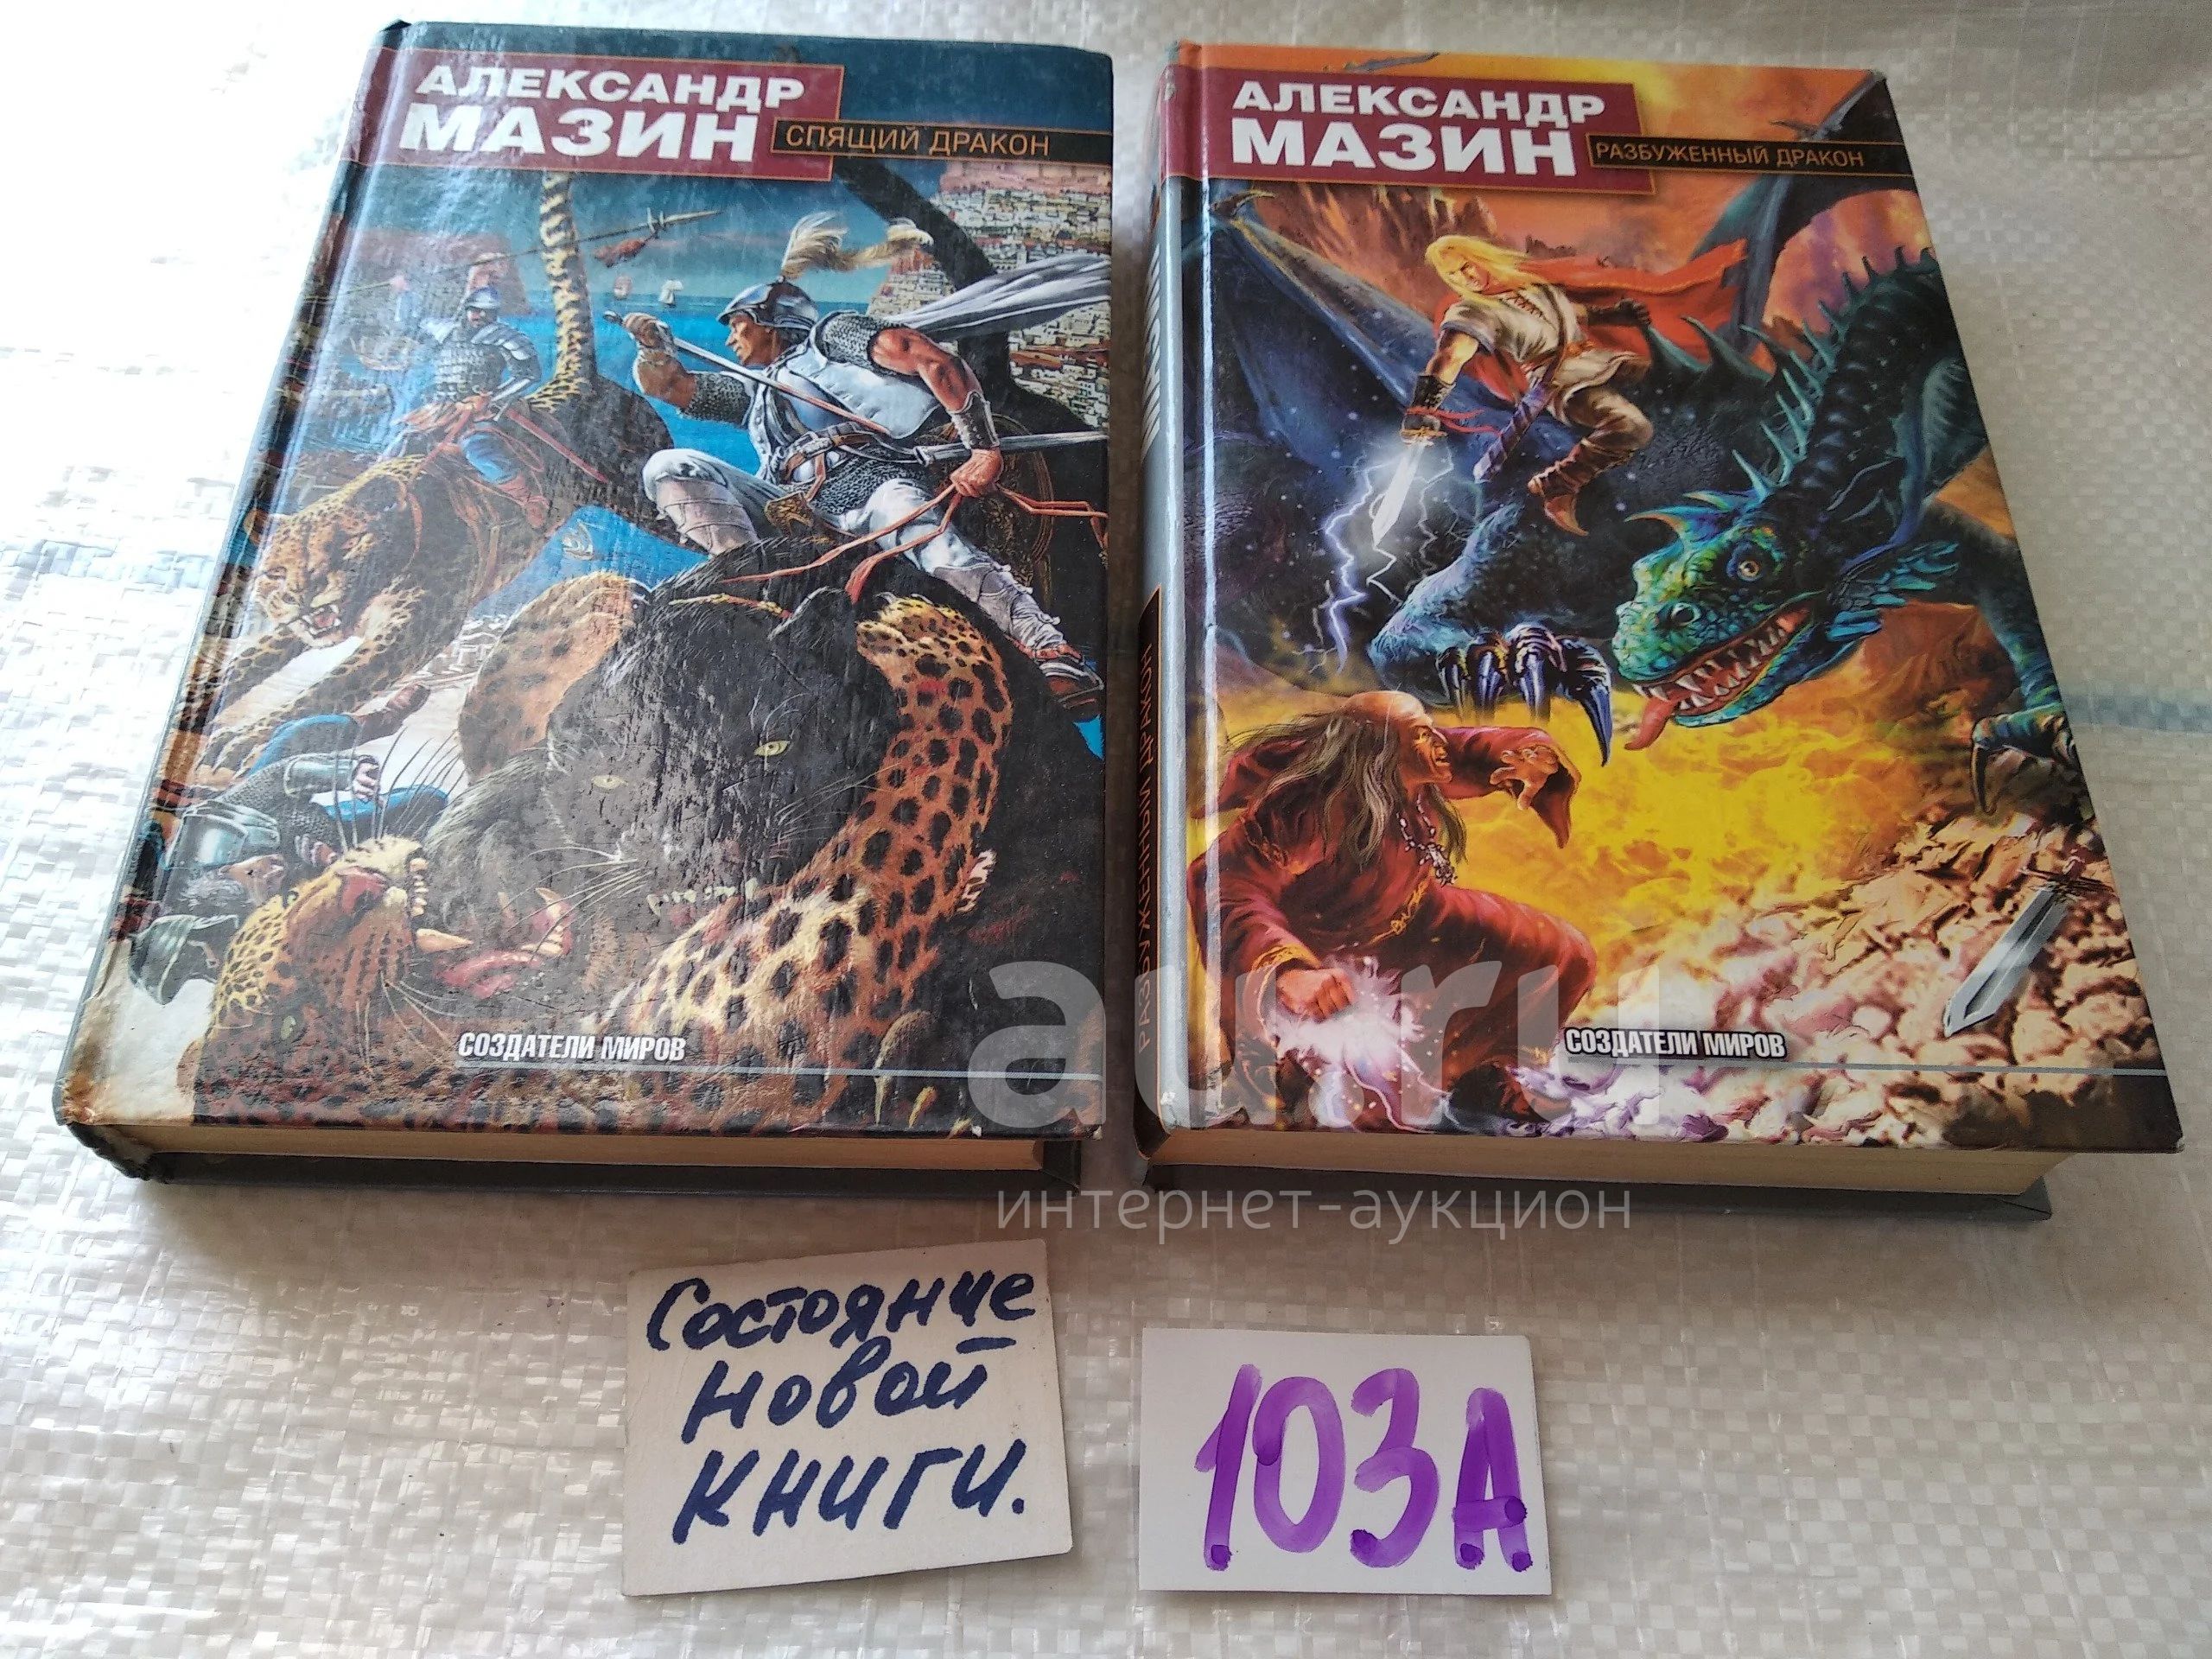 АЛЕКСАНДР
МАЗИН
СПЯЩИЙ ДРАКОН
СОЗДАТЕЛИ МИРОВ
АЛЕКСАНДР
МАЗИН
РАЗБУЖЕННЫЙ ДРАКОН
РАЗБУЖЕННЫЙ ДРАКОН
СОЗДАТЕЛИ МИРОВ
au.ru
интернет-аукцион
Состояние
новой
книги.
103А